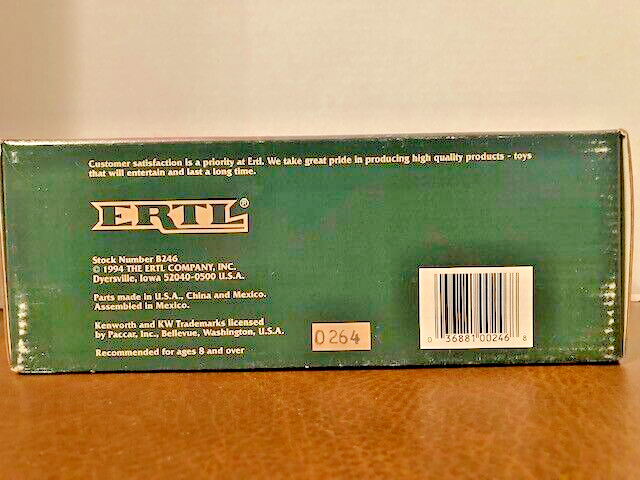 Customer satisfaction is a priority at Ertl. We take great pride in producing high quality products - toys
that will entertain and last a long time.
ERTL®
Stock Number B246
© 1994 THE ERTL COMPANY, INC.
Dyersville, Iowa 52040-0500 U.S.A.
Parts made in U.S.A., China and Mexico.
Assembled in Mexico.
Kenworth and KW Trademarks licensed
by Paccar, Inc., Bellevue, Washington, U.S.A.
Recommended for ages 8 and over
0264
0 36881 00246 8